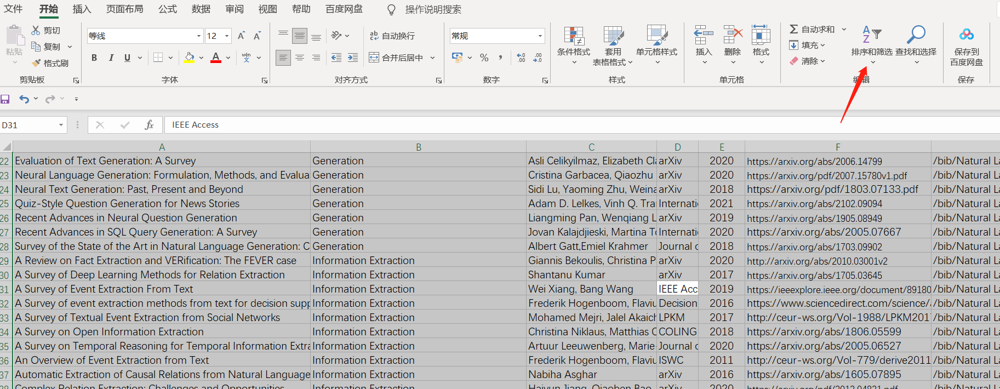 文件 开始 插入 页面布局 公式 数据 审阅 视图 帮助 百度网盘 操作说明搜索
粘贴 剪切 复制 格式刷 剪贴板
等线 12 A A
B I U A wén 文 字体
ab c 自动换行
合并后居中 对齐方式
常规
% , .00 .00 数字
条件格式 套用 表格格式 单元格样式 样式
插入 删除 格式 单元格
Σ 自动求和 填充 清除 AZ 排序和筛选 查找和选择 编辑
保存到 百度网盘 保存
D31 fx IEEE Access
A B C D E F
22 Evaluation of Text Generation: A Survey Generation Asli Celikyilmaz, Elizabeth Cla arXiv 2020 https://arxiv.org/abs/2006.14799 /bib/Natural La
23 Neural Language Generation: Formulation, Methods, and Evalua Generation Cristina Garbacea, Qiaozhu arXiv 2020 https://arxiv.org/pdf/2007.15780v1.pdf /bib/Natural La
24 Neural Text Generation: Past, Present and Beyond Generation Sidi Lu, Yaoming Zhu, Weina arXiv 2018 https://arxiv.org/pdf/1803.07133.pdf /bib/Natural La
25 Quiz-Style Question Generation for News Stories Generation Adam D. Lelkes, Vinh Q. Tra Internati 2021 https://arxiv.org/abs/2102.09094 /bib/Natural La
26 Recent Advances in Neural Question Generation Generation Liangming Pan, Wenqiang L arXiv 2019 https://arxiv.org/abs/1905.08949 /bib/Natural La
27 Recent Advances in SQL Query Generation: A Survey Generation Jovan Kalajdjieski, Martina To Internati 2020 https://arxiv.org/abs/2005.07667 /bib/Natural La
28 Survey of the State of the Art in Natural Language Generation: C Generation Albert Gatt,Emiel Krahmer Journal o 2018 https://arxiv.org/abs/1703.09902 /bib/Natural La
29 A Review on Fact Extraction and VERification: The FEVER case Information Extraction Giannis Bekoulis, Christina P arXiv 2020 http://arxiv.org/abs/2010.03001v2 /bib/Natural La
30 A Survey of Deep Learning Methods for Relation Extraction Information Extraction Shantanu Kumar arXiv 2017 https://arxiv.org/abs/1705.03645 /bib/Natural La
31 A Survey of Event Extraction From Text Information Extraction Wei Xiang, Bang Wang IEEE Acc 2019 https://ieeexplore.ieee.org/document/89180 /bib/Natural La
32 A Survey of event extraction methods from text for decision supp Information Extraction Frederik Hogenboom, Flaviu Decision 2016 https://www.sciencedirect.com/science/a /bib/Natural La
33 A Survey of Textual Event Extraction from Social Networks Information Extraction Mohamed Mejri, Jalel Akaich LPKM 2017 http://ceur-ws.org/Vol-1988/LPKM2017 /bib/Natural La
34 A Survey on Open Information Extraction Information Extraction Christina Niklaus, Matthias C COLING 2018 https://arxiv.org/abs/1806.05599 /bib/Natural La
35 A Survey on Temporal Reasoning for Temporal Information Extra Information Extraction Artuur Leeuwenberg, Marie- Journal o 2020 https://arxiv.org/abs/2005.06527 /bib/Natural La
36 An Overview of Event Extraction from Text Information Extraction Frederik Hogenboom, Flaviu ISWC 2011 http://ceur-ws.org/Vol-779/derive2011 /bib/Natural La
37 Automatic Extraction of Causal Relations from Natural Language Information Extraction Nabiha Asghar arXiv 2016 https://arxiv.org/abs/1605.07895 /bib/Natural La
38 Complex Relation Extraction: Challenges and Opportunities Information Extraction Haiyun Jiang, Qiaoben Bao arXiv 2020 https://arxiv.org/pdf/2012.04821.pdf /bib/Natural La